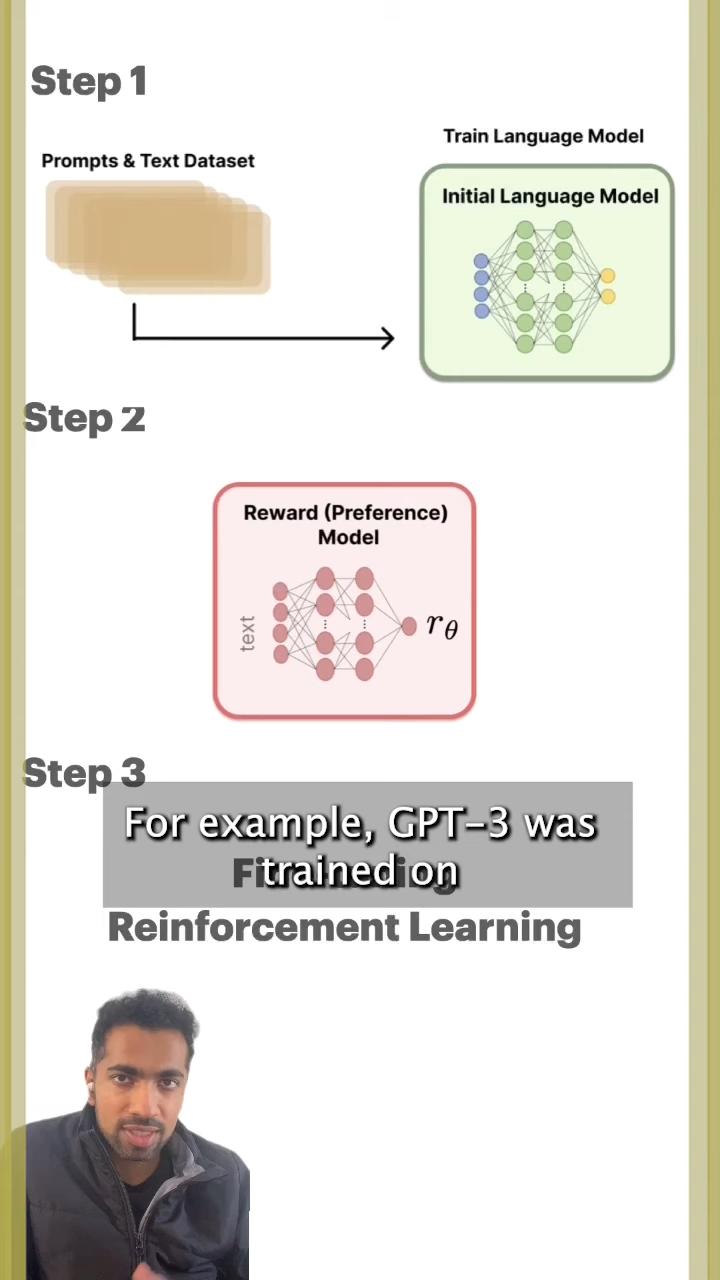 Step 1
Train Language Model
Prompts & Text Dataset
Initial Language Model
Step 2
Reward (Preference)
Model
text
rθ
Step 3
For example, GPT-3 was
trained on
Reinforcement Learning